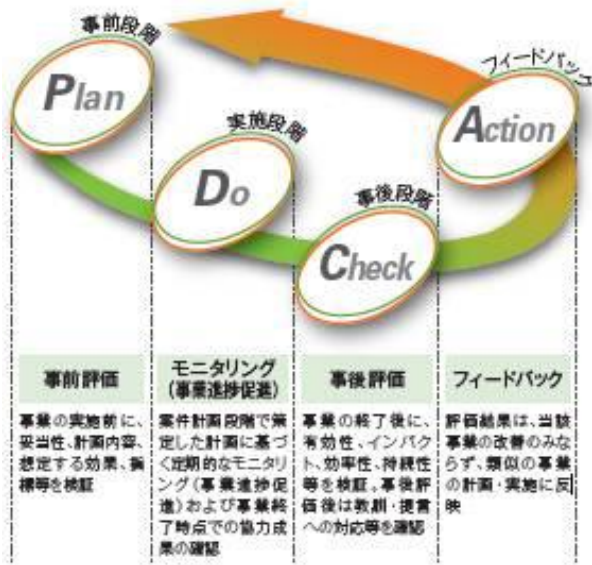 事前段階
Plan
実施段階
Do
事後段階
Check
フィードバック
Action
事前評価
事業の実施前に、
妥当性、計画内容、
想定する効果、指
標等を検証
モニタリング
（事業進捗促進）
案件計画段階で策
定した計画に基づ
く定期的なモニタリ
ング（事業進捗促
進）および事業終
了時点での協力成
果の確認
事後評価
事業の終了後に、
有効性、インパク
ト、効率性、持続性
等を検証。事後評
価後は教訓・提言
への対応等を確認
フィードバック
評価結果は、当該
事業の改善のみな
らず、類似の事業
の計画・実施に反
映